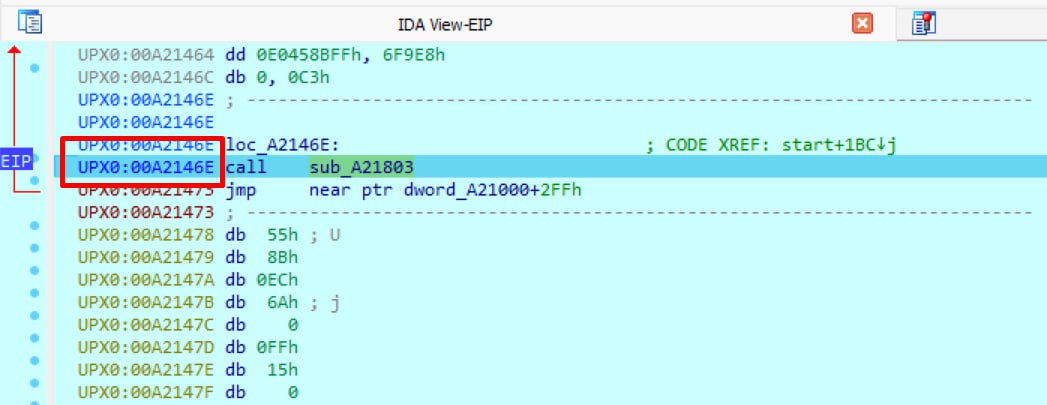 IDA View-EIP
UPX0:00A21464 dd 0E0458BFFh, 6F9E8h
UPX0:00A2146C db 0, 0C3h
UPX0:00A2146E ; ---------------------------------------------------------------------------
UPX0:00A2146E
UPX0:00A2146E loc_A2146E: ; CODE XREF: start+1BC↓j
EIP UPX0:00A2146E call sub_A21803
UPX0:00A21473 jmp near ptr dword_A21000+2FFh
UPX0:00A21473 ; ---------------------------------------------------------------------------
UPX0:00A21478 db 55h ; U
UPX0:00A21479 db 8Bh
UPX0:00A2147A db 0ECh
UPX0:00A2147B db 6Ah ; j
UPX0:00A2147C db 0
UPX0:00A2147D db 0FFh
UPX0:00A2147E db 15h
UPX0:00A2147F db 0